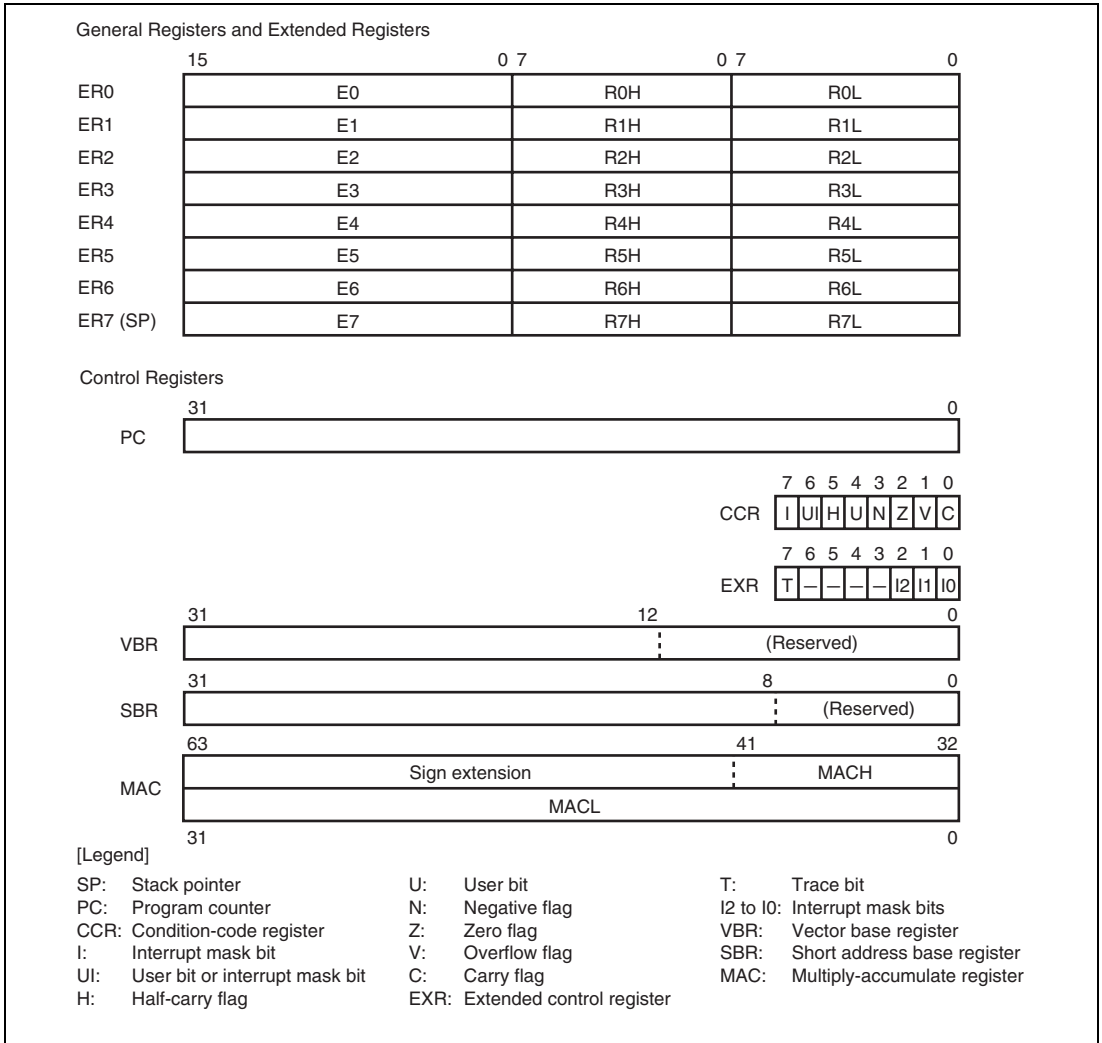 General Registers and Extended Registers
15 0 7 0 7 0
ER0 E0 R0H R0L
ER1 E1 R1H R1L
ER2 E2 R2H R2L
ER3 E3 R3H R3L
ER4 E4 R4H R4L
ER5 E5 R5H R5L
ER6 E6 R6H R6L
ER7 (SP) E7 R7H R7L
Control Registers
31 0
PC
7 6 5 4 3 2 1 0
CCR I UI H U N Z V C
7 6 5 4 3 2 1 0
EXR T — — — — I2 I1 I0
31 12 0
VBR (Reserved)
31 8 0
SBR (Reserved)
63 41 32
MAC Sign extension MACH
MACL
31 0
[Legend]
SP: Stack pointer U: User bit T: Trace bit
PC: Program counter N: Negative flag I2 to I0: Interrupt mask bits
CCR: Condition-code register Z: Zero flag VBR: Vector base register
I: Interrupt mask bit V: Overflow flag SBR: Short address base register
UI: User bit or interrupt mask bit C: Carry flag MAC: Multiply-accumulate register
H: Half-carry flag EXR: Extended control register